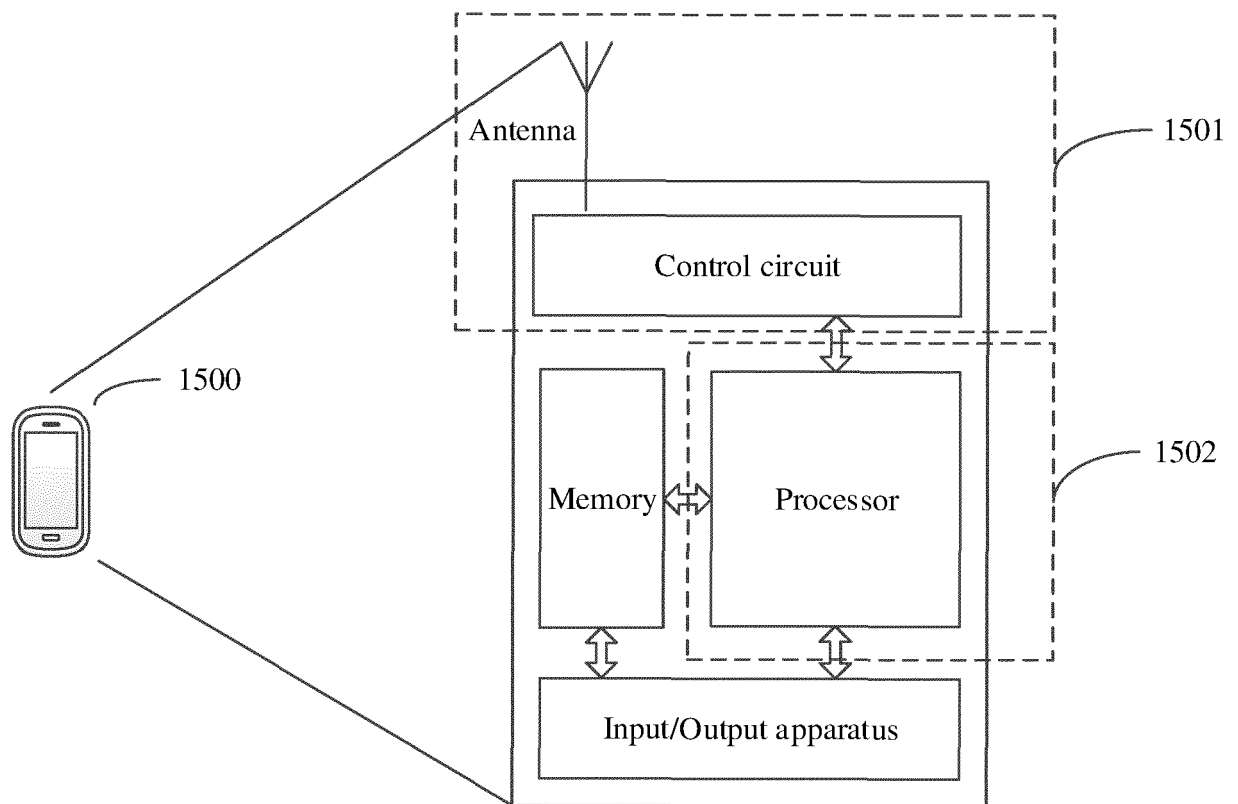 Antenna
1501
Control circuit
1500
1502
Memory
Processor
Input/Output apparatus